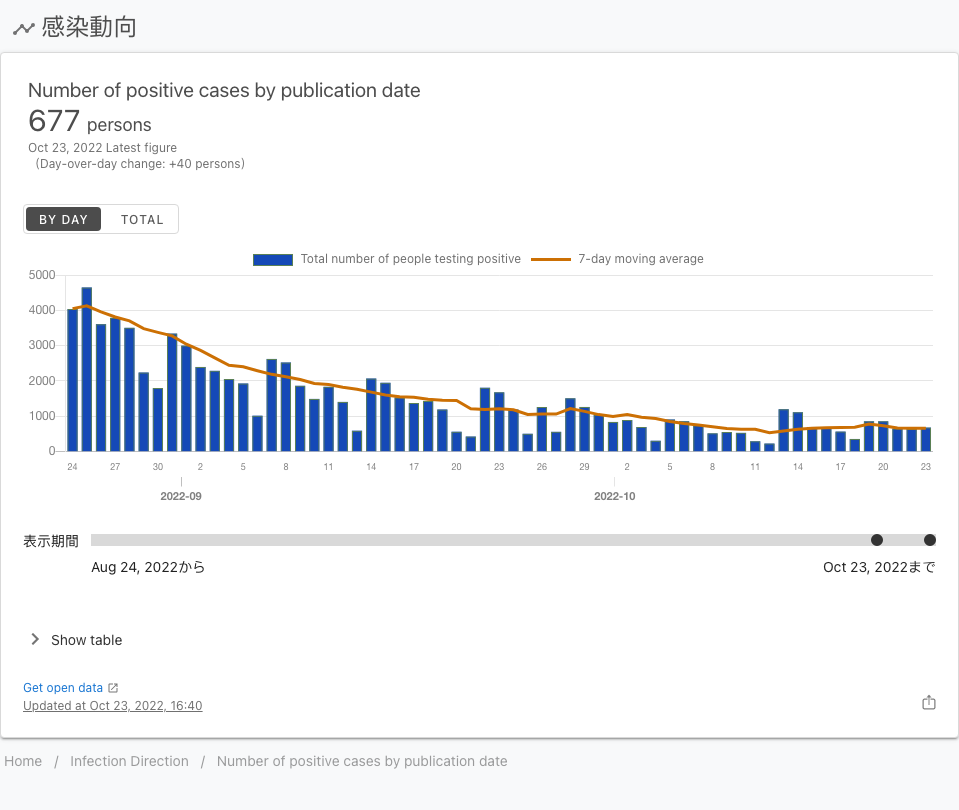 感染動向
Number of positive cases by publication date
677 persons
Oct 23, 2022 Latest figure
(Day-over-day change: +40 persons)
BY DAY TOTAL
Total number of people testing positive 7-day moving average
5000
4000
3000
2000
1000
0
24 27 30 2 5 8 11 14 17 20 23 26 29 2 5 8 11 14 17 20 23
2022-09 2022-10
表示期間
Aug 24, 2022から Oct 23, 2022まで
Show table
Get open data
Updated at Oct 23, 2022, 16:40
Home / Infection Direction / Number of positive cases by publication date